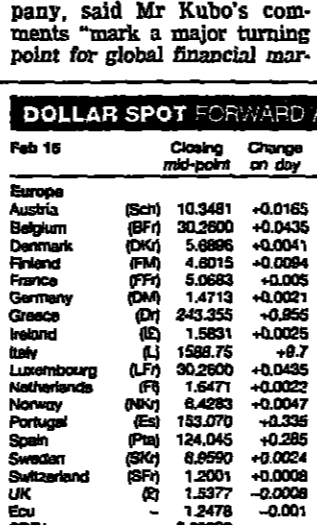 pany, said Mr Kubo's com-
ments "mark a major turning
point for global financial mar-
DOLLAR SPOT FORWARD
Feb 15 Closing mid-point Change on day
Europe
Austria (Sch) 10.3481 +0.0165
Belgium (BFr) 30.2600 +0.0435
Denmark (DKr) 5.6896 +0.0041
Finland (FM) 4.6015 +0.0094
France (FFr) 5.0683 +0.005
Germany (DM) 1.4713 +0.0021
Greece (Dr) 243.355 +0.955
Ireland (I£) 1.5831 +0.0025
Italy (L) 1588.75 +9.7
Luxembourg (LFr) 30.2600 +0.0435
Netherlands (Fl) 1.6471 +0.0022
Norway (NKr) 6.4283 +0.0047
Portugal (Es) 153.070 +0.335
Spain (Pta) 124.045 +0.285
Sweden (SKr) 6.9590 +0.0024
Switzerland (SFr) 1.2001 +0.0008
UK (£) 1.5377 -0.0008
Ecu - 1.2478 -0.001